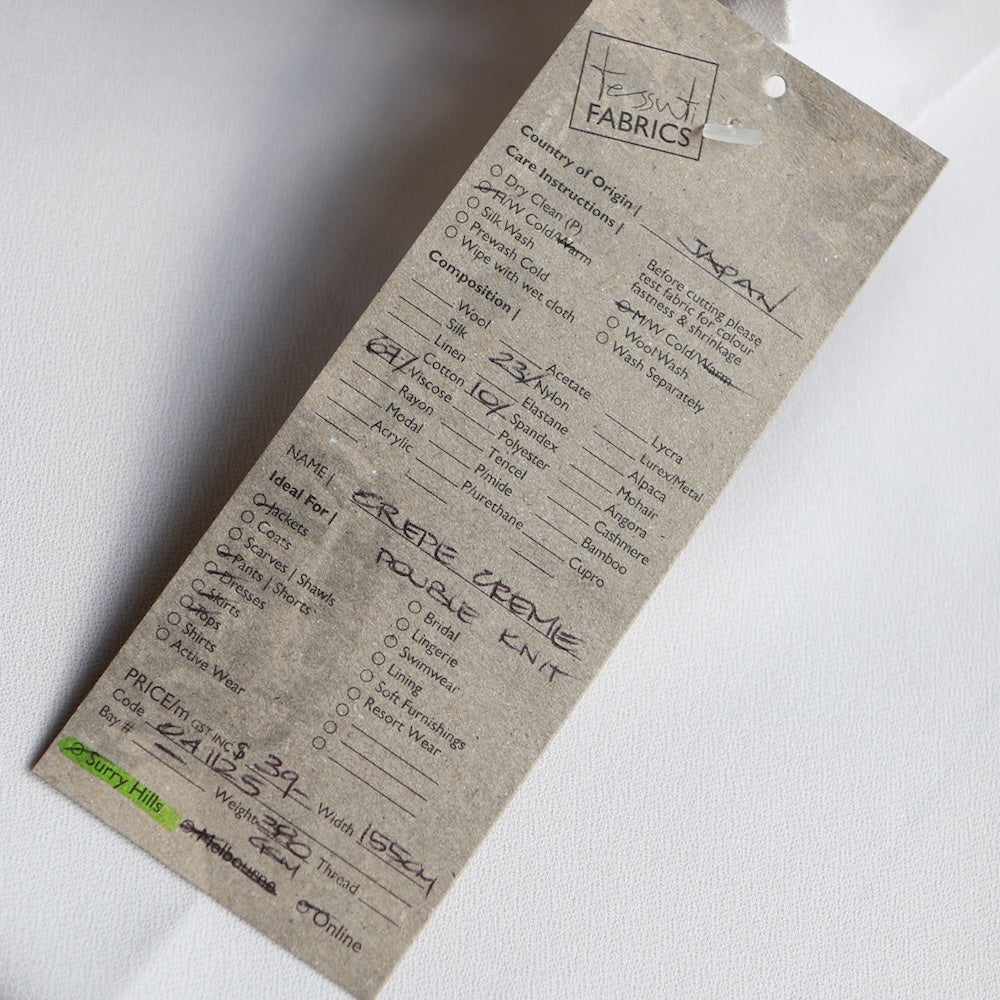 tessuti
FABRICS
Country of Origin | JAPAN
Care Instructions |
Dry Clean (P)
H/W Cold/Warm
Silk Wash
Prewash Cold
Wipe with wet cloth
Before cutting please
test fabric for colour
fastness & shrinkage
M/W Cold/Warm
Wool Wash
Wash Separately
Composition |
Wool
Silk
Linen
Cotton
67/ Viscose
Rayon
Modal
Acrylic
Acetate
23/ Nylon
Elastane
10/ Spandex
Polyester
Tencel
P/mide
P/urethane
Lycra
Lurex/Metal
Alpaca
Mohair
Angora
Cashmere
Bamboo
Cupro
NAME | CREPE CREME
DOUBLE KNIT
Ideal For |
Jackets
Coats
Scarves | Shawls
Pants | Shorts
Dresses
Skirts
Tops
Shirts
Active Wear
Bridal
Lingerie
Swimwear
Lining
Soft Furnishings
Resort Wear
PRICE/m GST INC $ 39- Width 155CM
Code OA1125 Weight 380 GSM Thread
Bay #
Surry Hills
Melbourne
Online